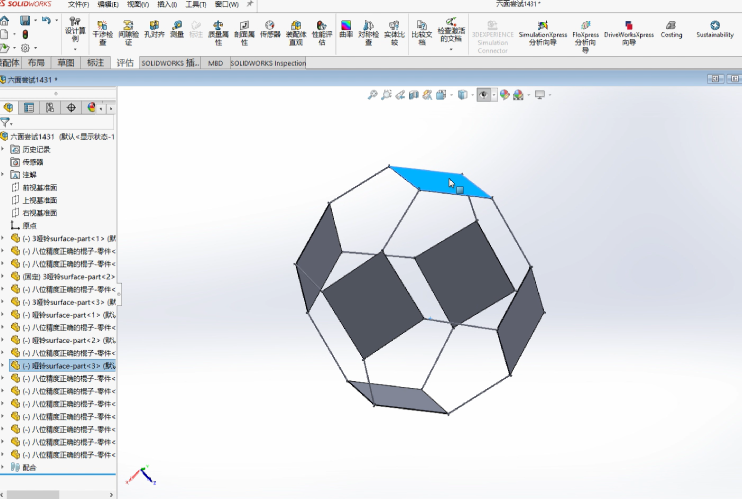 SOLIDWORKS 文件(F) 编辑(E) 视图(V) 插入(I) 工具(T) 窗口(W) 六面尝试1431*
设计算例 干涉检查 间隙验证 孔对齐 测量 标注 质量属性 剖面属性 传感器 装配体直观 性能评估 曲率 对称检查 实体比较 比较文档 检查激活的文档 3DEXPERIENCE Simulation Connector SimulationXpress 分析向导 FloXpress 分析向导 DriveWorksXpress 向导 Costing Sustainability
装配体 布局 草图 标注 评估 SOLIDWORKS 插... MBD SOLIDWORKS Inspection
六面尝试1431 *
六面尝试1431 (默认<显示状态-1
历史记录
传感器
注解
前视基准面
上视基准面
右视基准面
原点
(-) 3哑铃surface-part<1> (默
(-) 八位精度正确的棍子-零件<
(-) 八位精度正确的棍子-零件<
(固定) 3哑铃surface-part<2>
(-) 八位精度正确的棍子-零件<
(-) 3哑铃surface-part<3> (默
(-) 哑铃surface-part<1> (默认
(-) 八位精度正确的棍子-零件<
(-) 哑铃surface-part<2> (默认
(-) 八位精度正确的棍子-零件<
(-) 哑铃surface-part<3> (默认
(-) 八位精度正确的棍子-零件<
(-) 八位精度正确的棍子-零件<
(-) 八位精度正确的棍子-零件<
(-) 八位精度正确的棍子-零件<
(-) 八位精度正确的棍子-零件<
(-) 八位精度正确的棍子-零件<
(-) 八位精度正确的棍子-零件<
配合